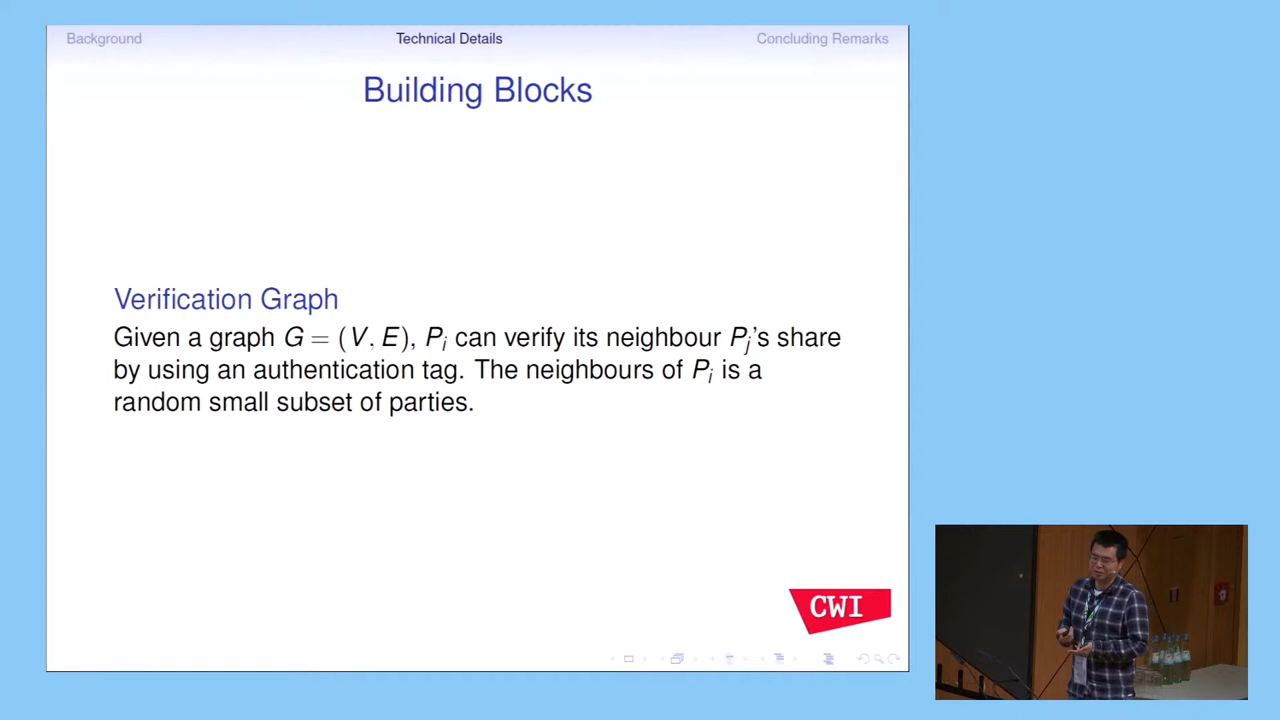 Background Technical Details Concluding Remarks
Building Blocks
Verification Graph
Given a graph G = (V, E), Pi can verify its neighbour Pj's share
by using an authentication tag. The neighbours of Pi is a
random small subset of parties.
CWI